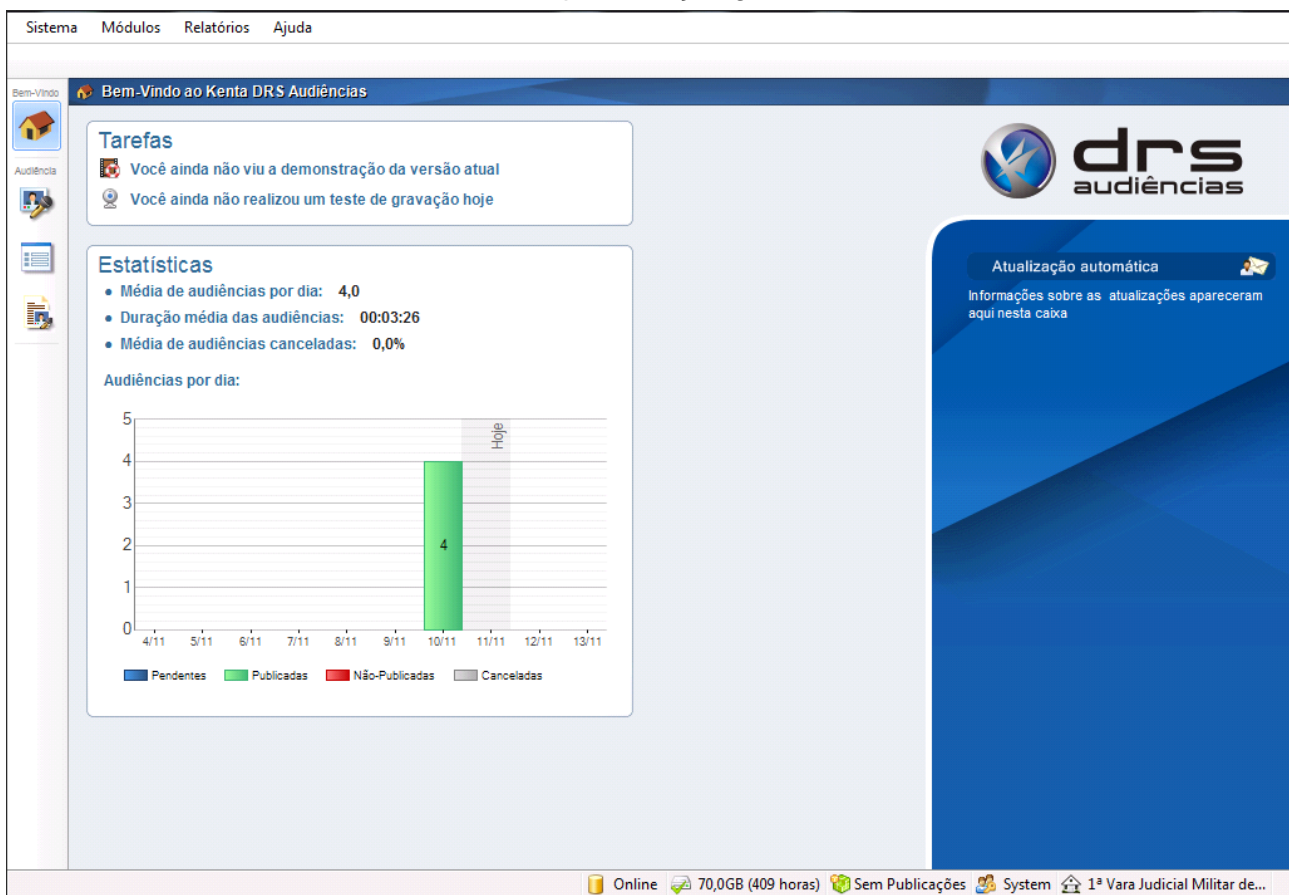 Sistema Módulos Relatórios Ajuda
Bem-Vindo
Bem-Vindo ao Kenta DRS Audiências
Audiência
Tarefas
Você ainda não viu a demonstração da versão atual
Você ainda não realizou um teste de gravação hoje
drs
audiências
Estatísticas
• Média de audiências por dia: 4,0
• Duração média das audiências: 00:03:26
• Média de audiências canceladas: 0,0%
Audiências por dia:
Atualização automática
Informações sobre as atualizações apareceram
aqui nesta caixa
5
4
3
2
1
0
Hoje
4
4/11 5/11 6/11 7/11 8/11 9/11 10/11 11/11 12/11 13/11
Pendentes Publicadas Não-Publicadas Canceladas
Online 70,0GB (409 horas) Sem Publicações System 1ª Vara Judicial Militar de...